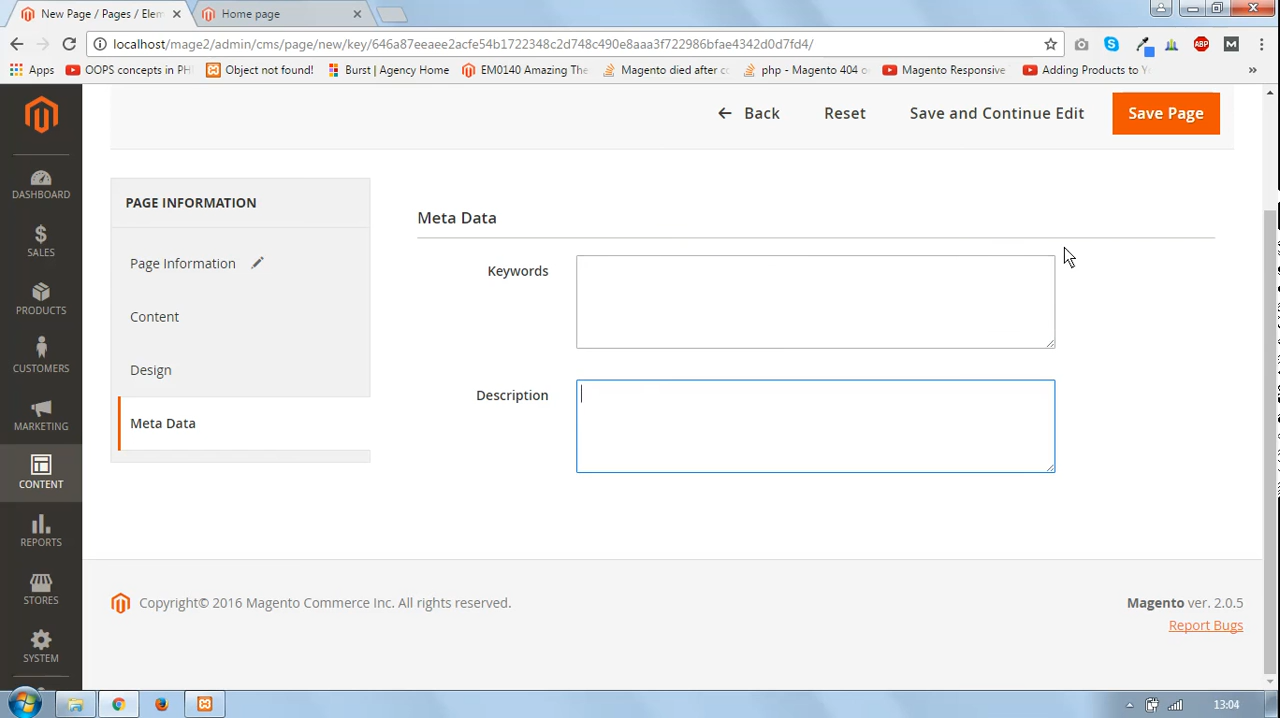 New Page / Pages / Elem
Home page
localhost/mage2/admin/cms/page/new/key/646a87eeaee2acfe54b1722348c2d748c490e8aaa3f722986bfae4342d0d7fd4/
ABP
M
Apps
OOPS concepts in PH
Object not found!
Burst | Agency Home
EM0140 Amazing The
Magento died after co
php - Magento 404 o
Magento Responsive
Adding Products to Y
»
Back
Reset
Save and Continue Edit
Save Page
DASHBOARD
SALES
PRODUCTS
CUSTOMERS
MARKETING
CONTENT
REPORTS
STORES
SYSTEM
PAGE INFORMATION
Page Information
Content
Design
Meta Data
Meta Data
Keywords
Description
Copyright© 2016 Magento Commerce Inc. All rights reserved.
Magento ver. 2.0.5
Report Bugs
13:04